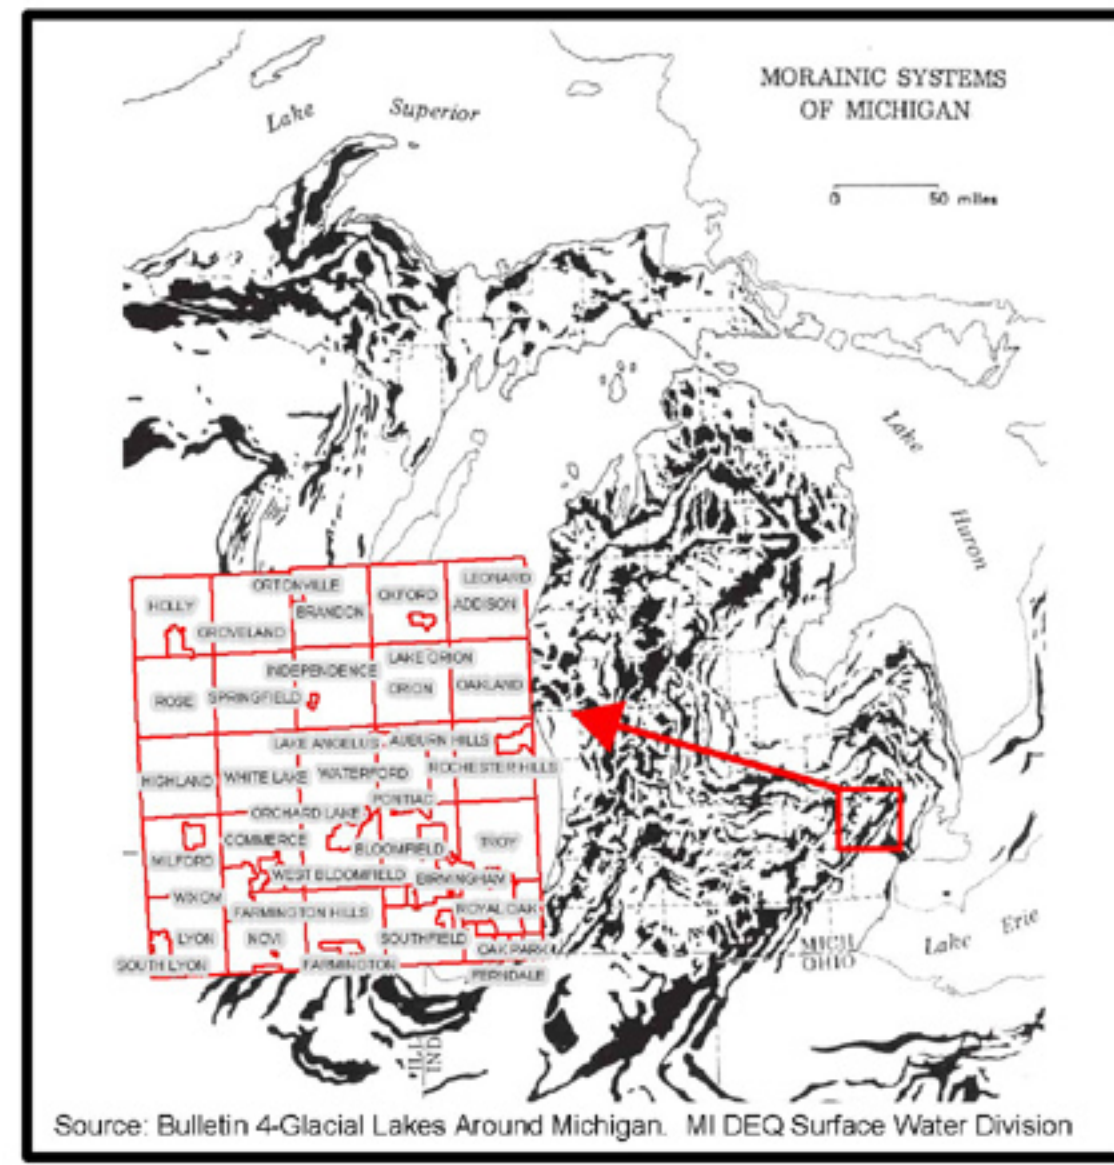 MORAINIC SYSTEMS
OF MICHIGAN
Lake Superior
0 50 miles
Lake
Huron
ORTONVILLE
LEONARD
HOLLY
BRANDON
OXFORD
ADDISON
GROVELAND
LAKE ORION
INDEPENDENCE
ROSE
SPRINGFIELD
ORION
OAKLAND
LAKE ANGELUS
AUBURN HILLS
HIGHLAND
WHITE LAKE
WATERFORD
ROCHESTER HILLS
PONTIAC
ORCHARD LAKE
COMMERCE
BLOOMFIELD
TROY
MILFORD
WEST BLOOMFIELD
BIRMINGHAM
WIXOM
FARMINGTON HILLS
ROYAL OAK
LYON
NOVI
SOUTHFIELD
OAK PARK
SOUTH LYON
FARMINGTON
FERNDALE
MICH
OHIO
Lake Erie
ILL
IND
Source: Bulletin 4-Glacial Lakes Around Michigan. MI DEQ Surface Water Division